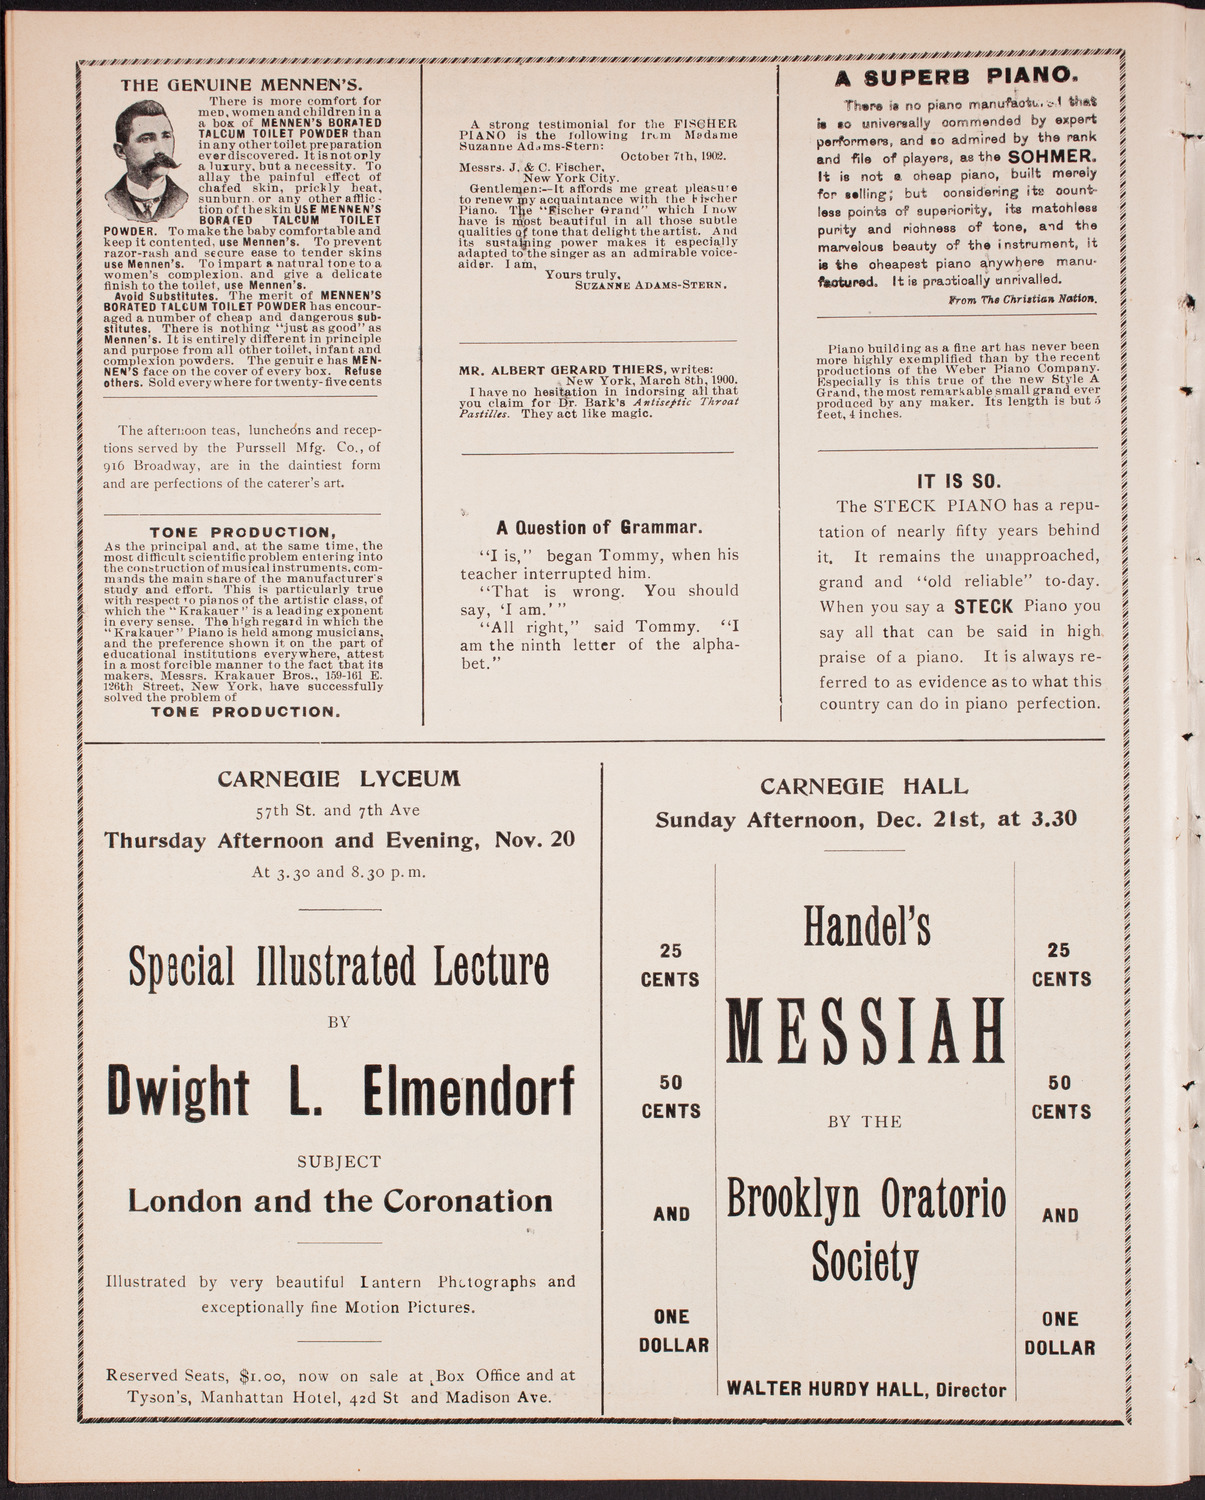 THE GENUINE MENNEN'S.
There is more comfort for
men, women and children in a
a box of MENNEN'S BORATED
TALCUM TOILET POWDER than
in any other toilet preparation
ever discovered. It is not only
a luxury, but a necessity. To
allay the painful effect of
chafed skin, prickly heat,
sunburn or any other afflic-
tion of the skin USE MENNEN'S
BORATED TALCUM TOILET
POWDER. To make the baby comfortable and
keep it contented, use Mennen's. To prevent
razor-rash and secure ease to tender skins
use Mennen's. To impart a natural tone to a
women's complexion, and give a delicate
finish to the toilet, use Mennen's.
Avoid Substitutes. The merit of MENNEN'S
BORATED TALCUM TOILET POWDER has encour-
aged a number of cheap and dangerous sub-
stitutes. There is nothing "just as good" as
Mennen's. It is entirely different in principle
and purpose from all other toilet, infant and
complexion powders. The genuine has MEN-
NEN'S face on the cover of every box. Refuse
others. Sold everywhere for twenty-five cents
The afternoon teas, luncheons and recep-
tions served by the Purssell Mfg. Co., of
916 Broadway, are in the daintiest form
and are perfections of the caterer's art.
TONE PRODUCTION,
As the principal and, at the same time, the
most difficult scientific problem entering into
the construction of musical instruments, com-
mands the main share of the manufacturer's
study and effort. This is particularly true
with respect to pianos of the artistic class, of
which the "Krakauer" is a leading exponent
in every sense. The high regard in which the
"Krakauer" Piano is held among musicians,
and the preference shown it on the part of
educational institutions everywhere, attest
in a most forcible manner to the fact that its
makers, Messrs. Krakauer Bros., 159-161 E.
126th Street, New York, have successfully
solved the problem of
TONE PRODUCTION.
A strong testimonial for the FISCHER
PIANO is the following from Madame
Suzanne Adams-Stern:
October 7th, 1902.
Messrs. J. & C. Fischer,
New York City.
Gentlemen:—It affords me great pleasure
to renew my acquaintance with the Fischer
Piano. The "Fischer Grand" which I now
have is most beautiful in all those subtle
qualities of tone that delight the artist. And
its sustaining power makes it especially
adapted to the singer as an admirable voice-
aider. I am,
Yours truly,
SUZANNE ADAMS-STERN.
MR. ALBERT GERARD THIERS, writes:
New York, March 8th, 1900.
I have no hesitation in indorsing all that
you claim for Dr. Bark's Antiseptic Throat
Pastilles. They act like magic.
A Question of Grammar.
"I is," began Tommy, when his
teacher interrupted him.
"That is wrong. You should
say, 'I am.'"
"All right," said Tommy. "I
am the ninth letter of the alpha-
bet."
A SUPERB PIANO.
There is no piano manufactured that
is so universally commended by expert
performers, and so admired by the rank
and file of players, as the SOHMER.
It is not a cheap piano, built merely
for selling; but considering its count-
less points of superiority, its matchless
purity and richness of tone, and the
marvelous beauty of the instrument, it
is the cheapest piano anywhere manu-
factured. It is practically unrivalled.
From The Christian Nation.
Piano building as a fine art has never been
more highly exemplified than by the recent
productions of the Weber Piano Company.
Especially is this true of the new Style A
Grand, the most remarkable small grand ever
produced by any maker. Its length is but 5
feet, 4 inches.
IT IS SO.
The STECK PIANO has a repu-
tation of nearly fifty years behind
it. It remains the unapproached,
grand and "old reliable" to-day.
When you say a STECK Piano you
say all that can be said in high
praise of a piano. It is always re-
ferred to as evidence as to what this
country can do in piano perfection.
CARNEGIE LYCEUM
57th St. and 7th Ave
Thursday Afternoon and Evening, Nov. 20
At 3.30 and 8.30 p.m.
Special Illustrated Lecture
BY
Dwight L. Elmendorf
SUBJECT
London and the Coronation
Illustrated by very beautiful Lantern Photographs and
exceptionally fine Motion Pictures.
Reserved Seats, $1.00, now on sale at Box Office and at
Tyson's, Manhattan Hotel, 42d St and Madison Ave.
CARNEGIE HALL
Sunday Afternoon, Dec. 21st, at 3.30
25
CENTS
50
CENTS
AND
ONE
DOLLAR
Handel's
MESSIAH
BY THE
Brooklyn Oratorio
Society
WALTER HURDY HALL, Director
25
CENTS
50
CENTS
AND
ONE
DOLLAR